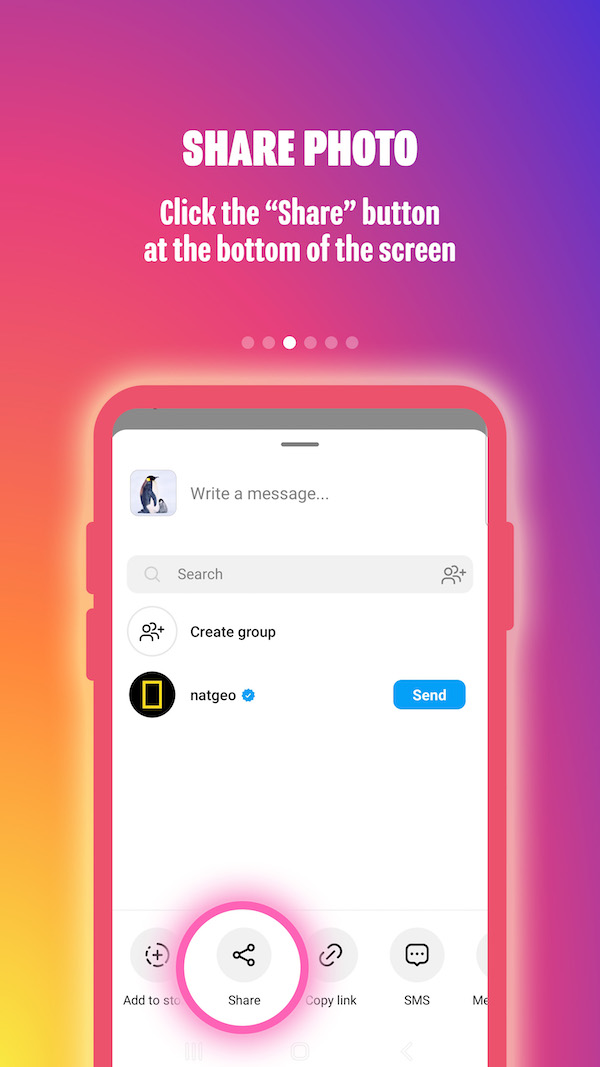 SHARE PHOTO
Click the “Share” button
at the bottom of the screen
Write a message...
Search
Create group
natgeo
Send
Add to sto
Share
Copy link
SMS
Me